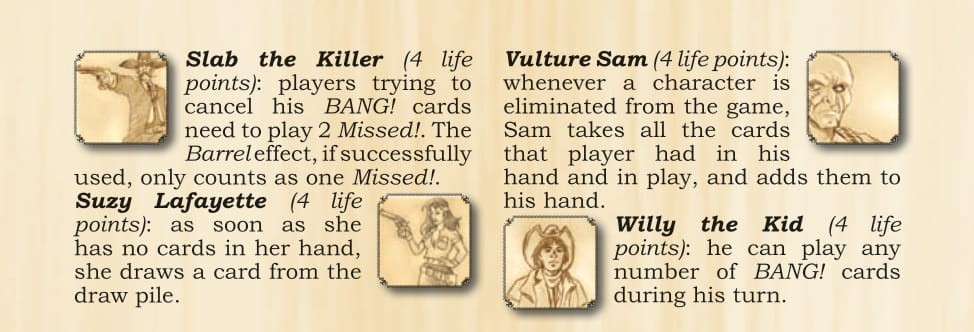 Slab the Killer (4 life
points): players trying to
cancel his BANG! cards
need to play 2 Missed!. The
Barrel effect, if successfully
used, only counts as one Missed!.
Suzy Lafayette (4 life
points): as soon as she
has no cards in her hand,
she draws a card from the
draw pile.
Vulture Sam (4 life points):
whenever a character is
eliminated from the game,
Sam takes all the cards
that player had in his
hand and in play, and adds them to
his hand.
Willy the Kid (4 life
points): he can play any
number of BANG! cards
during his turn.